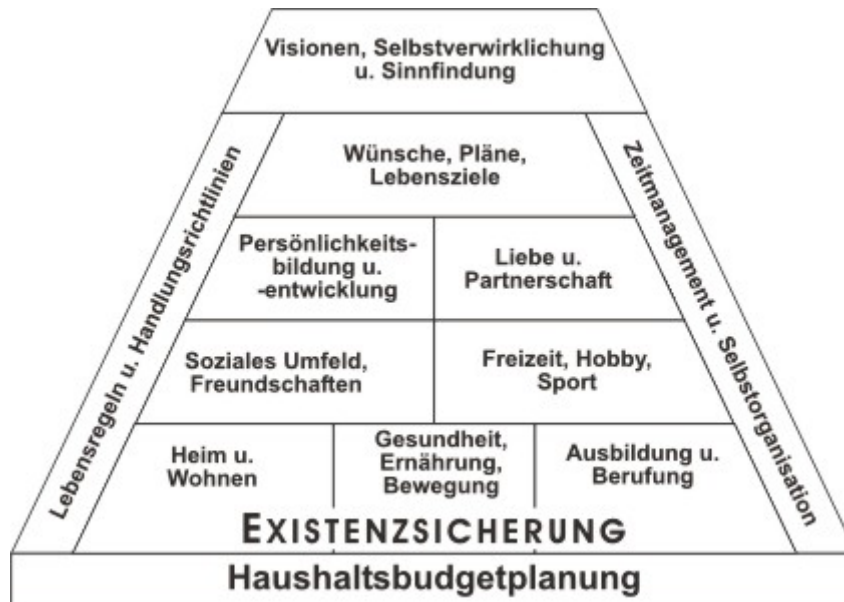 Visionen, Selbstverwirklichung
u. Sinnfindung
Lebensregeln u. Handlungsrichtlinien
Wünsche, Pläne,
Lebensziele
Zeitmanagement u. Selbstorganisation
Persönlichkeits-
bildung u.
-entwicklung
Liebe u.
Partnerschaft
Soziales Umfeld,
Freundschaften
Freizeit, Hobby,
Sport
Heim u.
Wohnen
Gesundheit,
Ernährung,
Bewegung
Ausbildung u.
Berufung
EXISTENZSICHERUNG
Haushaltsbudgetplanung